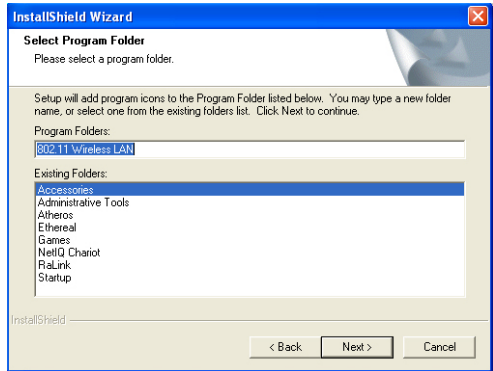 InstallShield Wizard
Select Program Folder
Please select a program folder.
Setup will add program icons to the Program Folder listed below. You may type a new folder
name, or select one from the existing folders list. Click Next to continue.
Program Folders:
802.11 Wireless LAN
Existing Folders:
Accessories
Administrative Tools
Atheros
Ethereal
Games
NetIQ Chariot
RaLink
Startup
InstallShield
< Back Next > Cancel